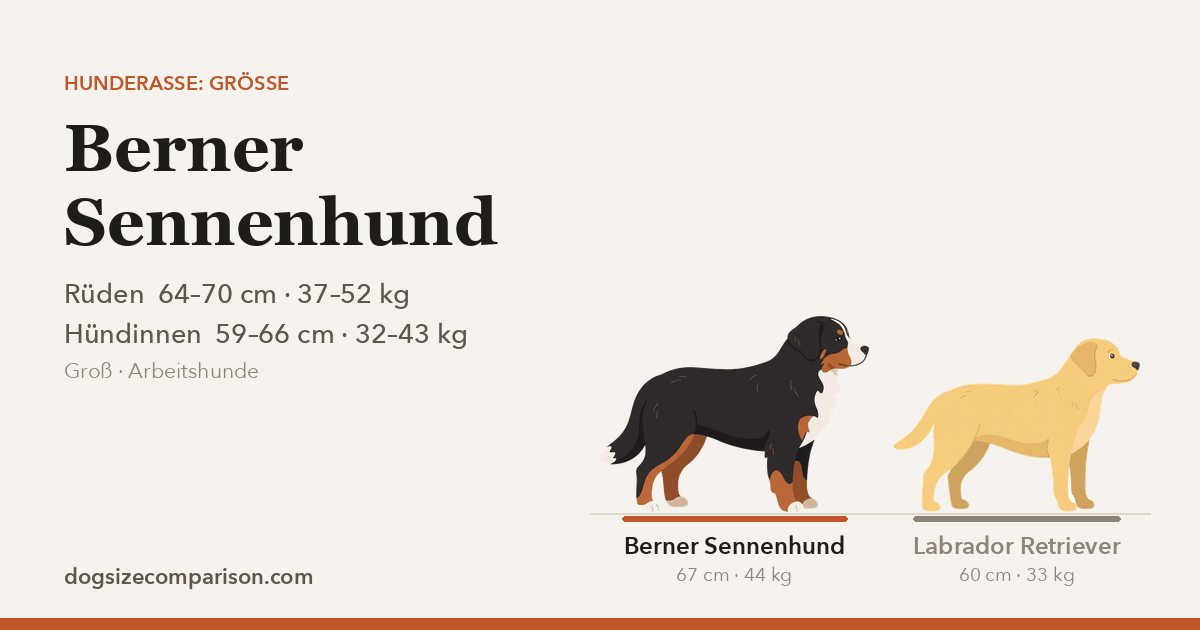 HUNDERASSE: GRÖSSE
Berner
Sennenhund
Rüden 64–70 cm · 37–52 kg
Hündinnen 59–66 cm · 32–43 kg
Groß · Arbeitshunde
Berner Sennenhund
67 cm · 44 kg
Labrador Retriever
60 cm · 33 kg
dogsizecomparison.com